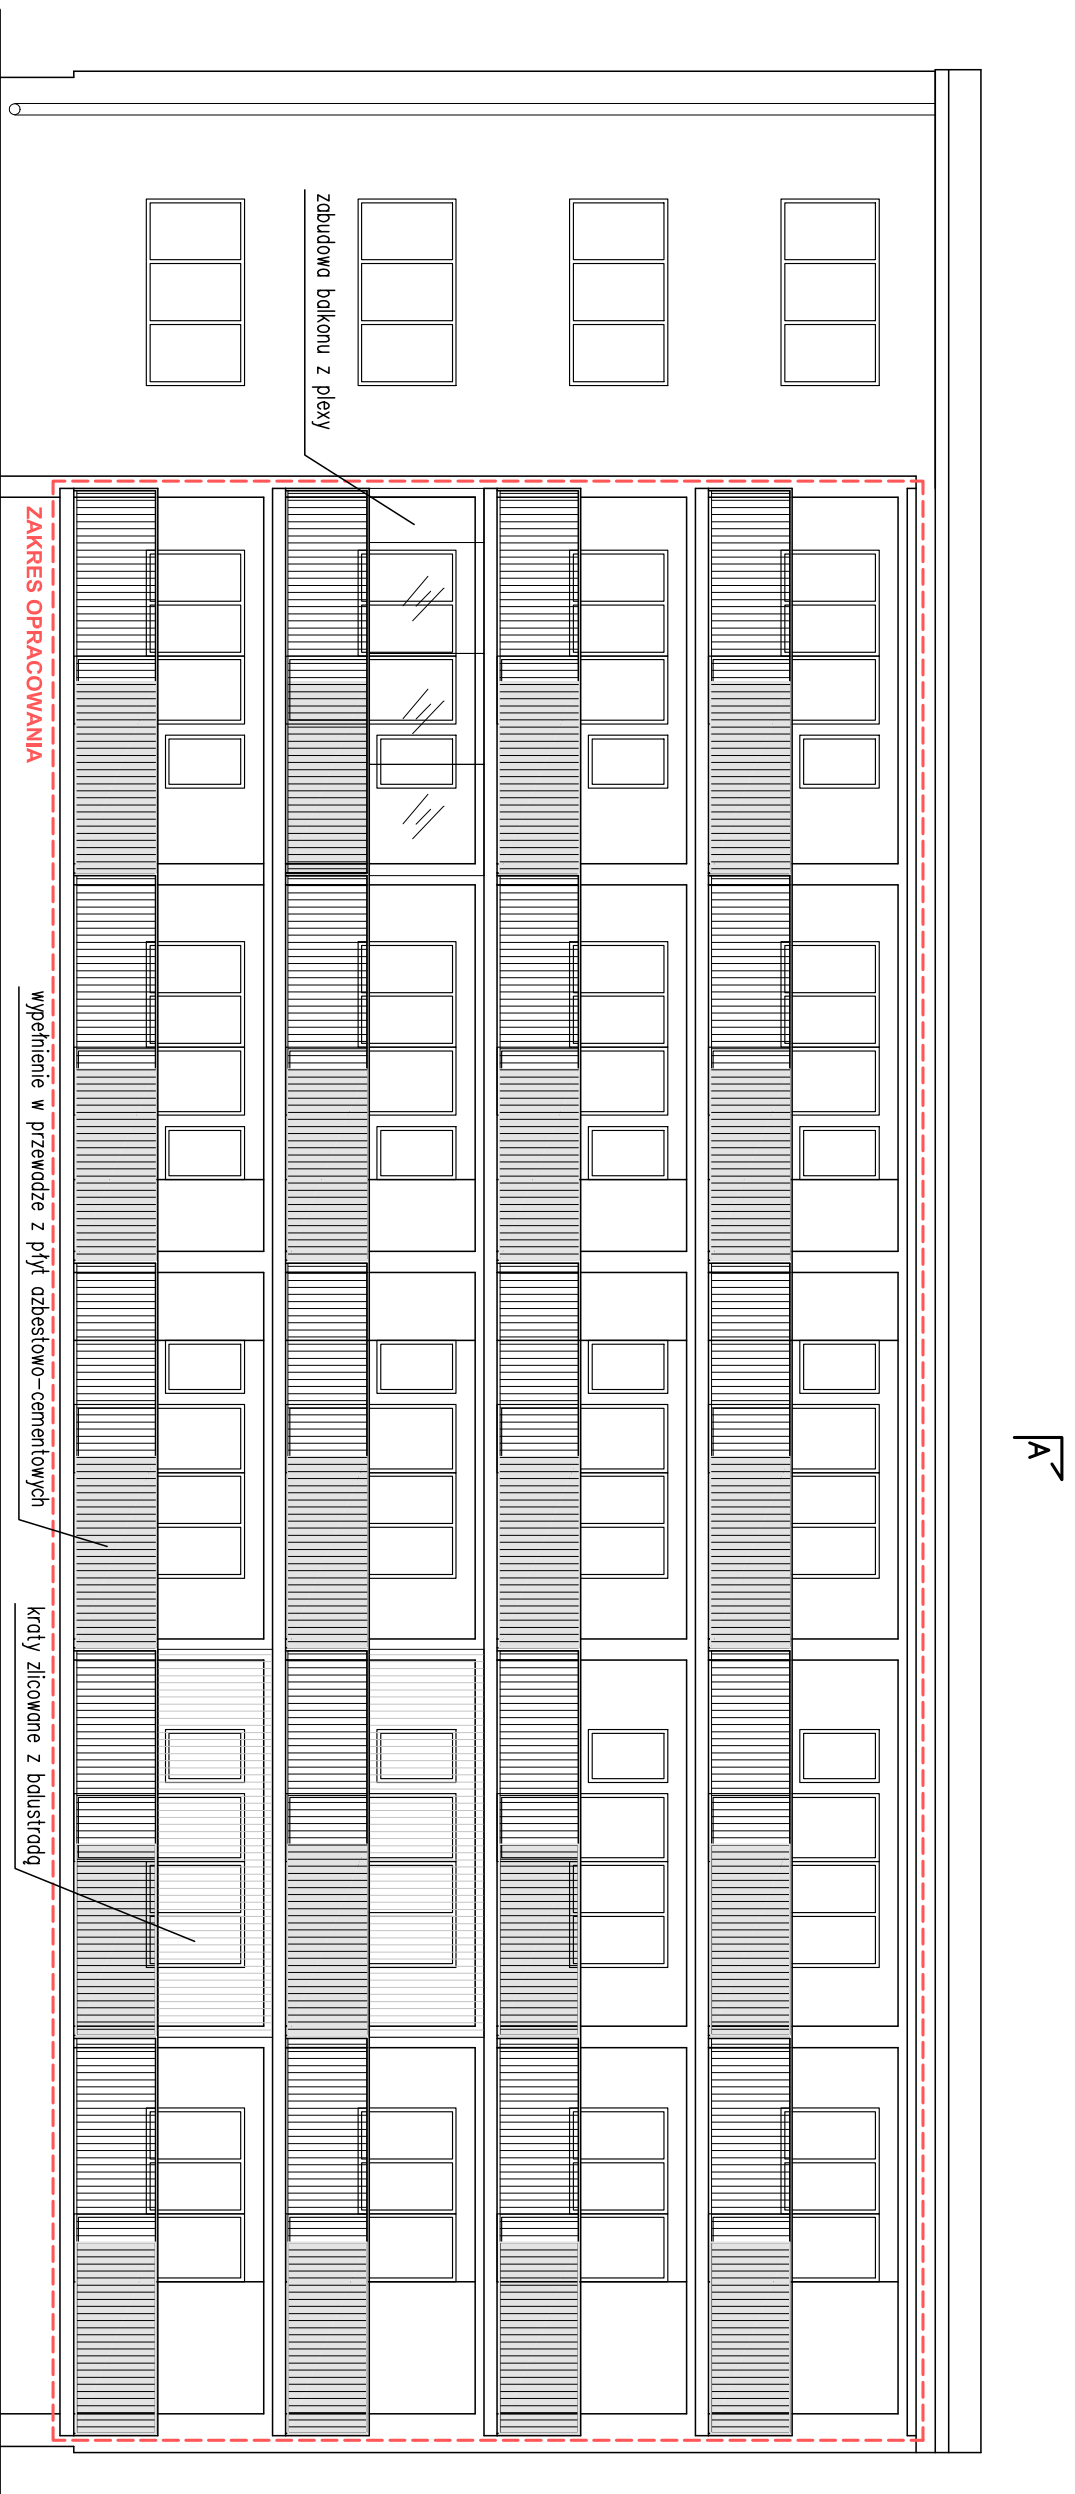 A
zabudowa balkonu z plexy
ZAKRES OPRACOWANIA
wypełnienie w przewadze z płyt azbestowo-cementowych
kraty zlicowane z balustradą